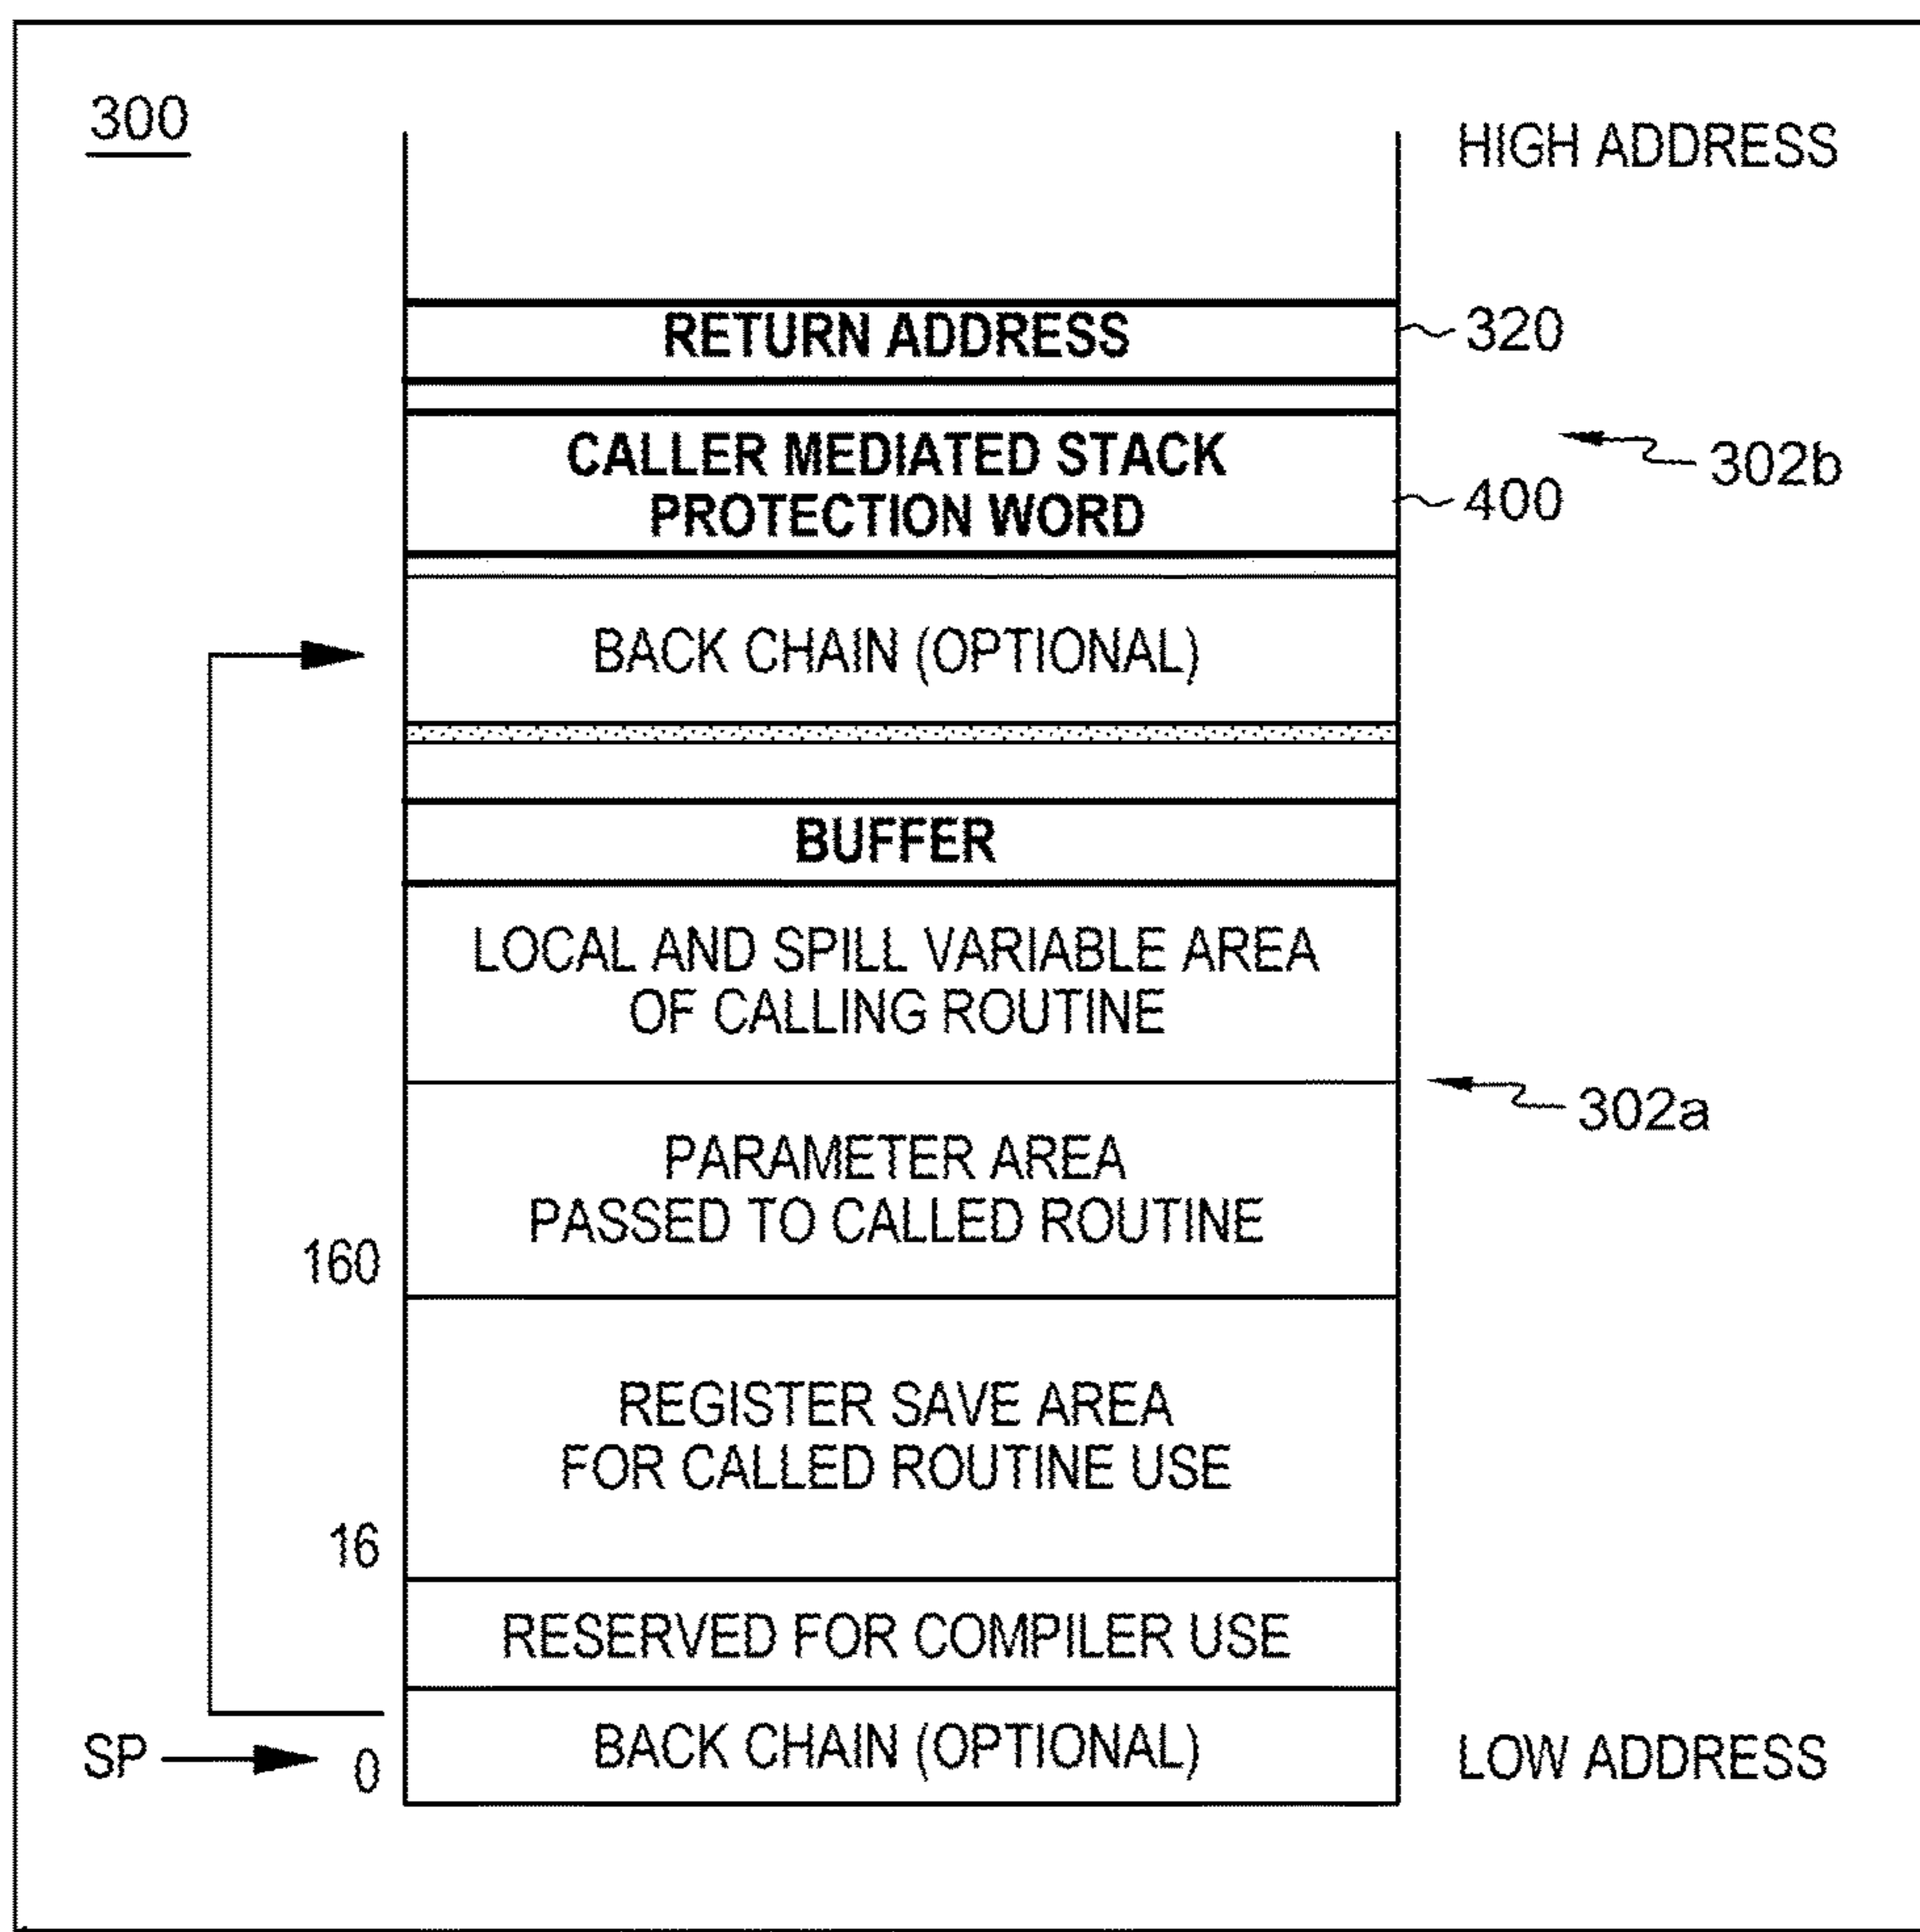 300
HIGH ADDRESS
RETURN ADDRESS
320
CALLER MEDIATED STACK
PROTECTION WORD
302b
400
BACK CHAIN (OPTIONAL)
BUFFER
LOCAL AND SPILL VARIABLE AREA
OF CALLING ROUTINE
302a
PARAMETER AREA
PASSED TO CALLED ROUTINE
160
REGISTER SAVE AREA
FOR CALLED ROUTINE USE
16
RESERVED FOR COMPILER USE
SP
0
BACK CHAIN (OPTIONAL)
LOW ADDRESS